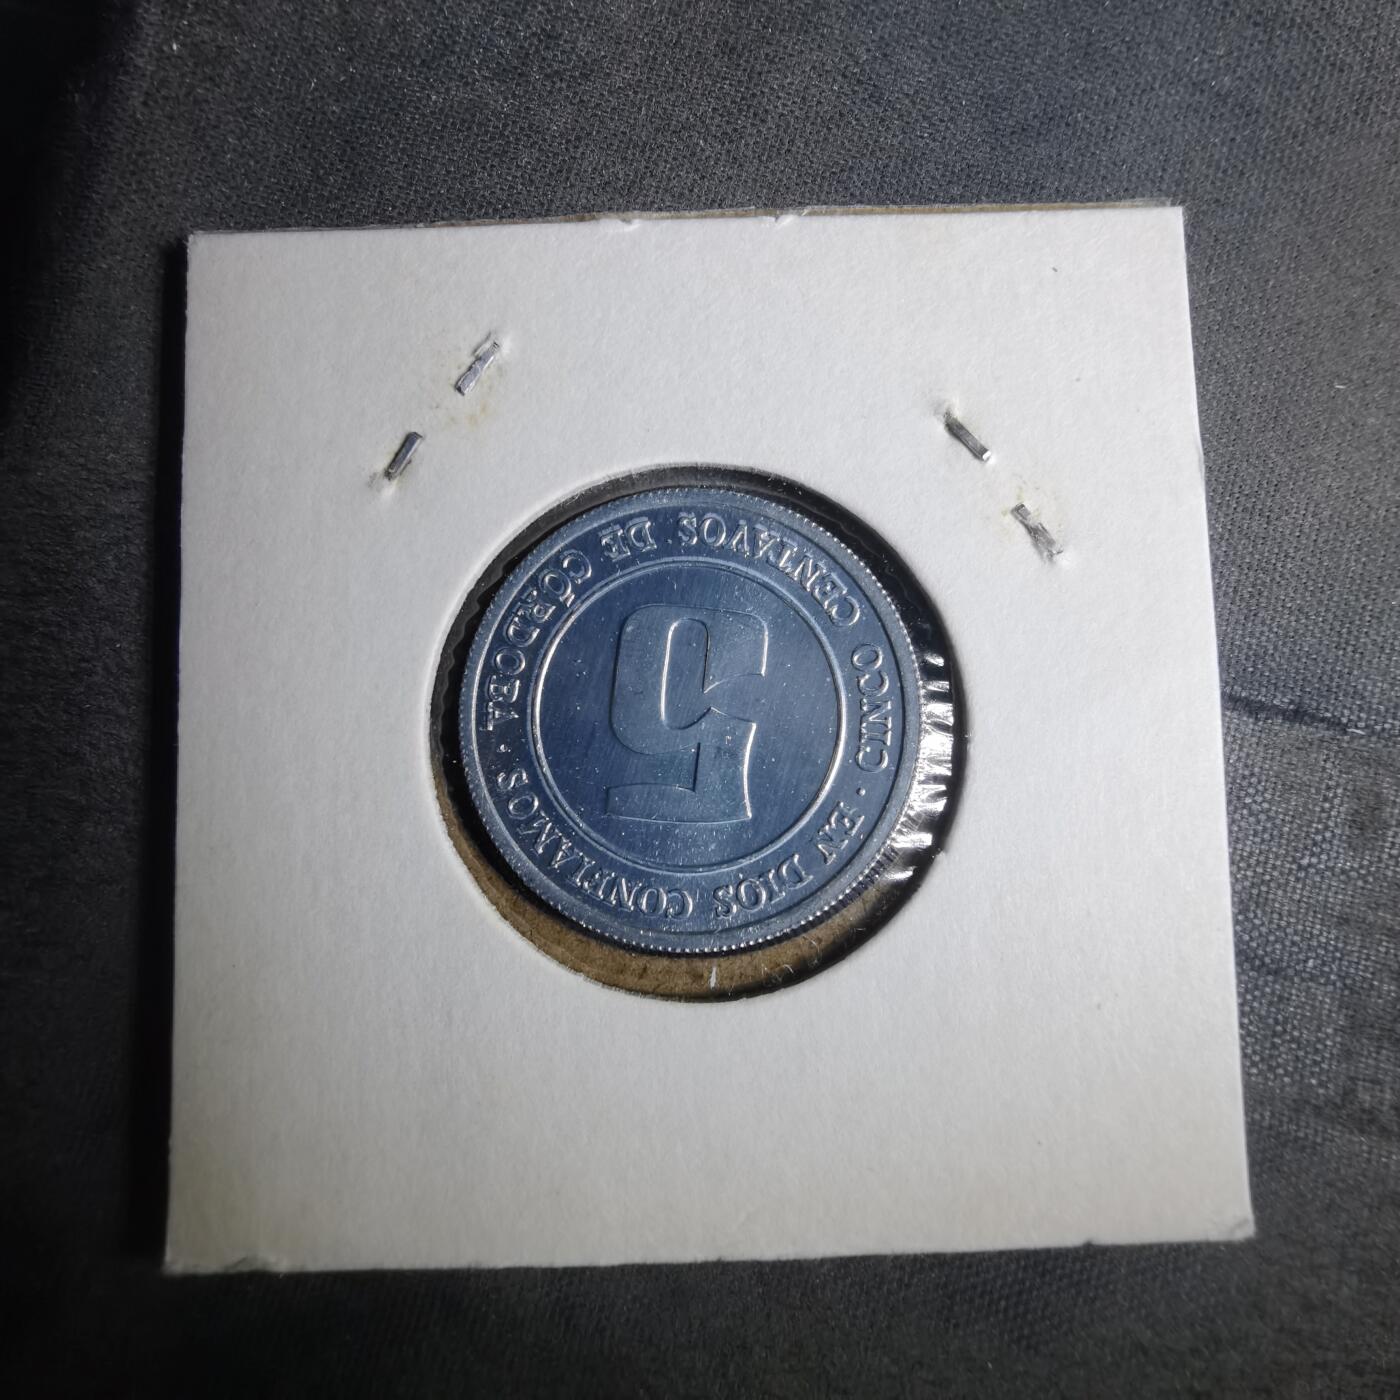 EN DIOS CONFIAMOS
5
CINCO CENTAVOS DE CÓRDOBA